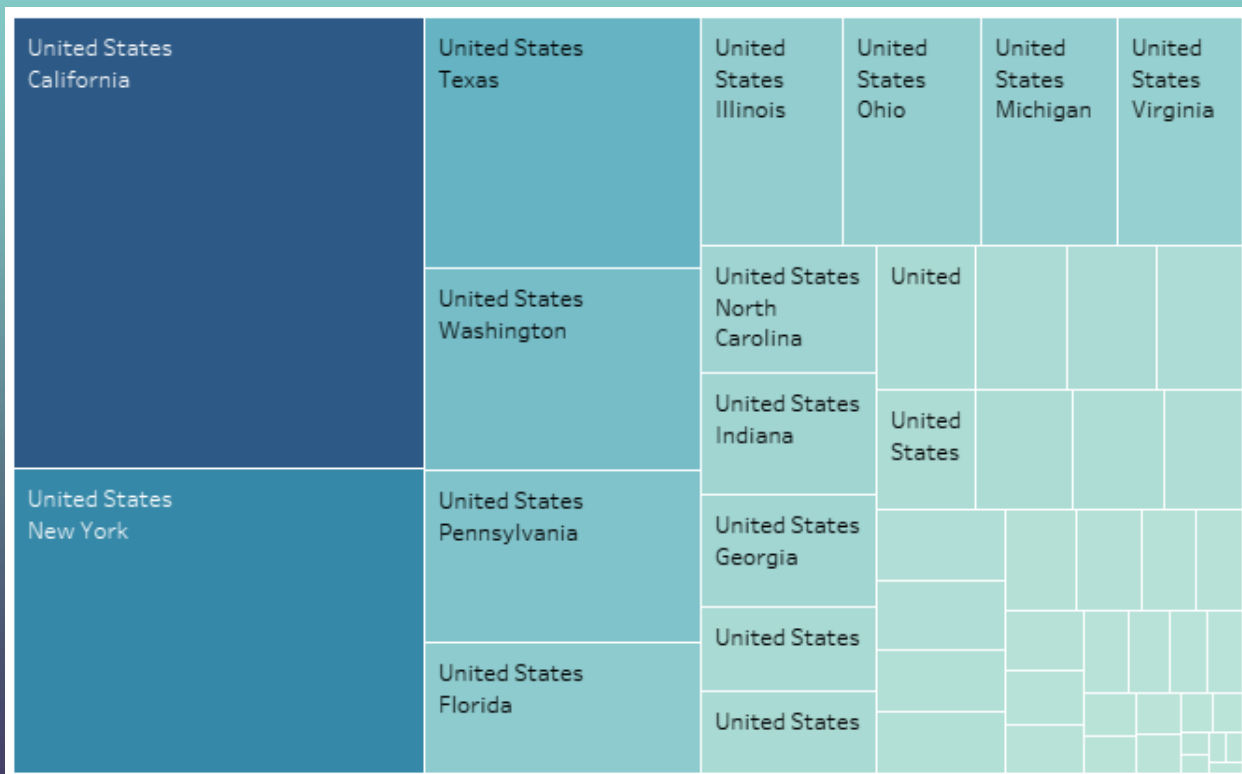 United States
California
United States
New York
United States
Texas
United States
Washington
United States
Pennsylvania
United States
Florida
United
States
Illinois
United
States
Ohio
United
States
Michigan
United
States
Virginia
United States
North
Carolina
United States
Indiana
United States
Georgia
United States
United States
United
United
States